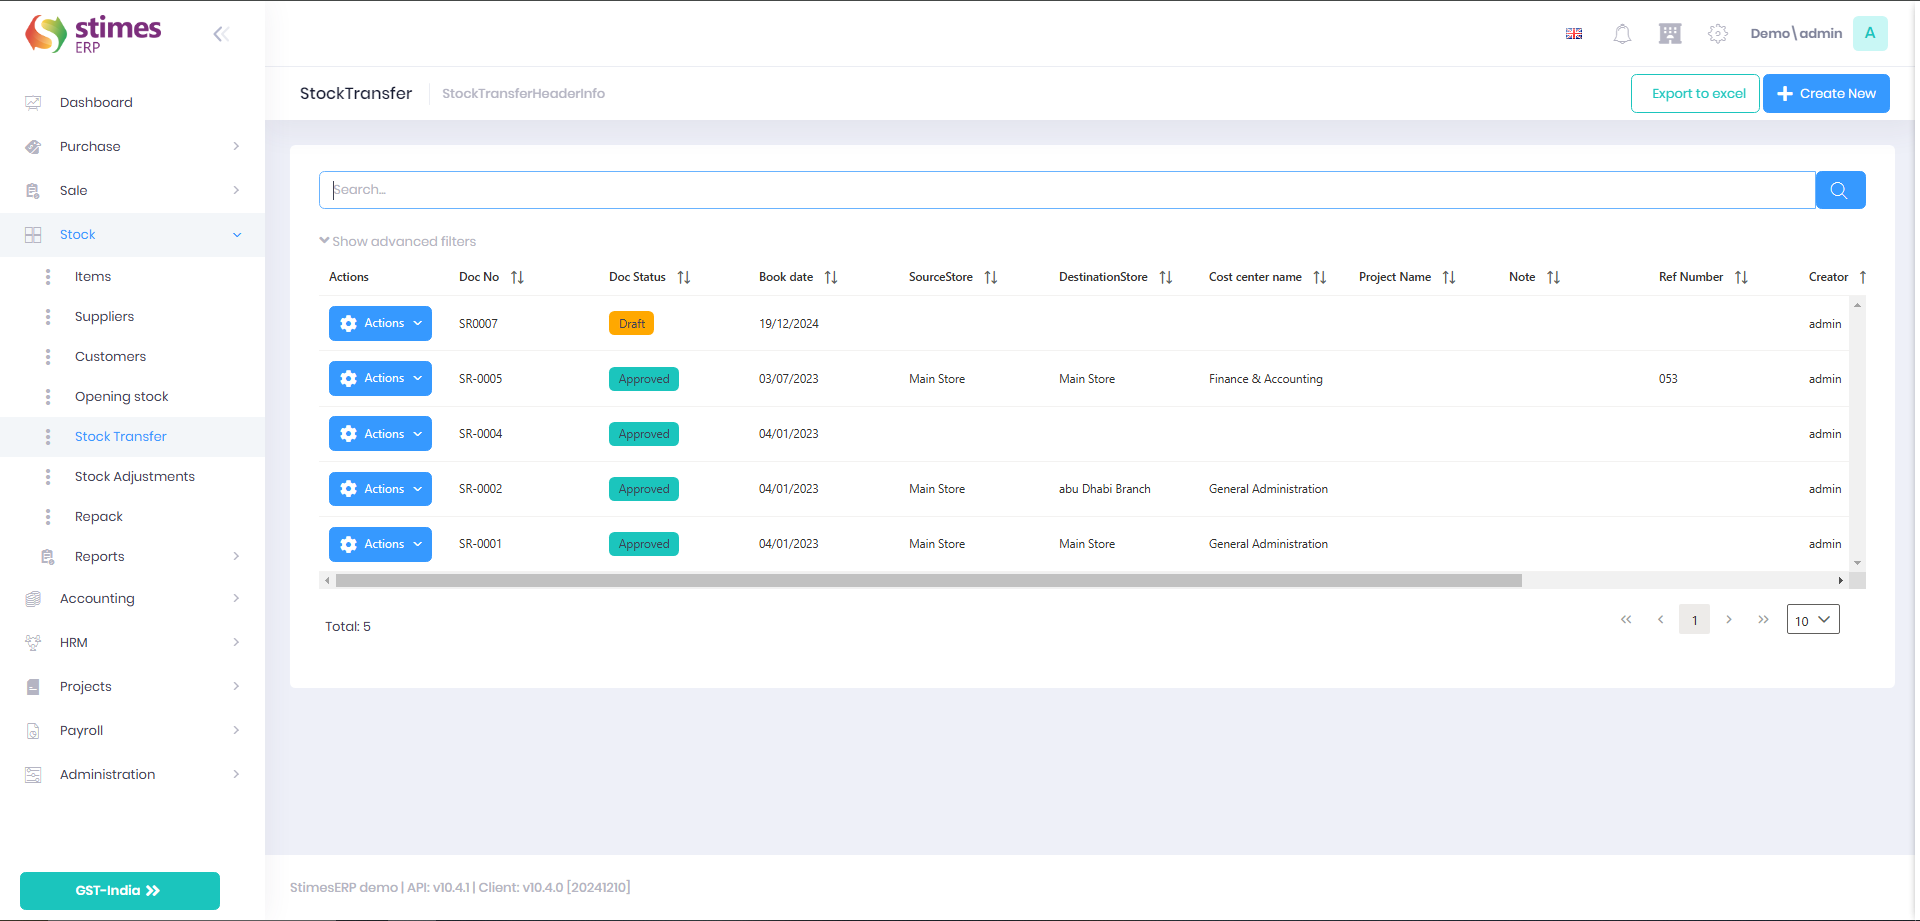 stimes
ERP
Demo\admin
A
Dashboard
Purchase
Sale
Stock
Items
Suppliers
Customers
Opening stock
Stock Transfer
Stock Adjustments
Repack
Reports
Accounting
HRM
Projects
Payroll
Administration
GST-India
StockTransfer StockTransferHeaderInfo
Export to excel
Create New
Search...
Show advanced filters
Actions Doc No Doc Status Book date SourceStore DestinationStore Cost center name Project Name Note Ref Number Creator
Actions SR0007 Draft 19/12/2024 admin
Actions SR-0005 Approved 03/07/2023 Main Store Main Store Finance & Accounting 053 admin
Actions SR-0004 Approved 04/01/2023 admin
Actions SR-0002 Approved 04/01/2023 Main Store abu Dhabi Branch General Administration admin
Actions SR-0001 Approved 04/01/2023 Main Store Main Store General Administration admin
Total: 5
1
10
StimesERP demo | API: v10.4.1 | Client: v10.4.0 [20241210]